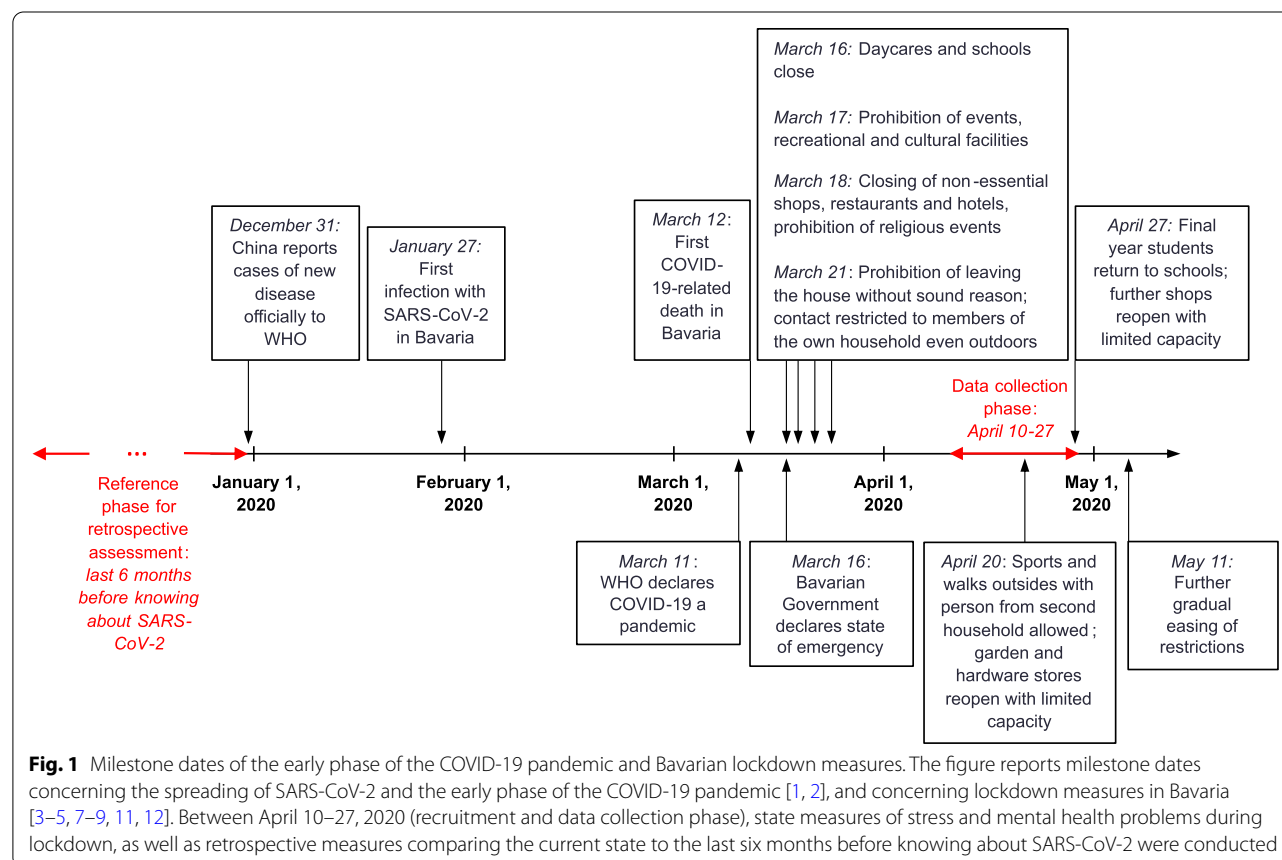 March 16: Daycares and schools
close
March 17: Prohibition of events,
recreational and cultural facilities
March 18: Closing of non-essential
shops, restaurants and hotels,
prohibition of religious events
March 21: Prohibition of leaving
the house without sound reason;
contact restricted to members of
the own household even outdoors
December 31:
China reports
cases of new
disease
officially to
WHO
January 27:
First
infection with
SARS-CoV-2
in Bavaria
March 12:
First
COVID-
19-related
death in
Bavaria
April 27: Final
year students
return to schools;
further shops
reopen with
limited capacity
Data collection
phase:
April 10-27
...
Reference
phase for
retrospective
assessment:
last 6 months
before knowing
about SARS-
CoV-2
January 1,
2020
February 1,
2020
March 1,
2020
April 1,
2020
May 1,
2020
March 11:
WHO declares
COVID-19 a
pandemic
March 16:
Bavarian
Government
declares state
of emergency
April 20: Sports and
walks outsides with
person from second
household allowed;
garden and
hardware stores
reopen with limited
capacity
May 11:
Further
gradual
easing of
restrictions
Fig. 1 Milestone dates of the early phase of the COVID-19 pandemic and Bavarian lockdown measures. The figure reports milestone dates
concerning the spreading of SARS-CoV-2 and the early phase of the COVID-19 pandemic [1, 2], and concerning lockdown measures in Bavaria
[3–5, 7–9, 11, 12]. Between April 10–27, 2020 (recruitment and data collection phase), state measures of stress and mental health problems during
lockdown, as well as retrospective measures comparing the current state to the last six months before knowing about SARS-CoV-2 were conducted